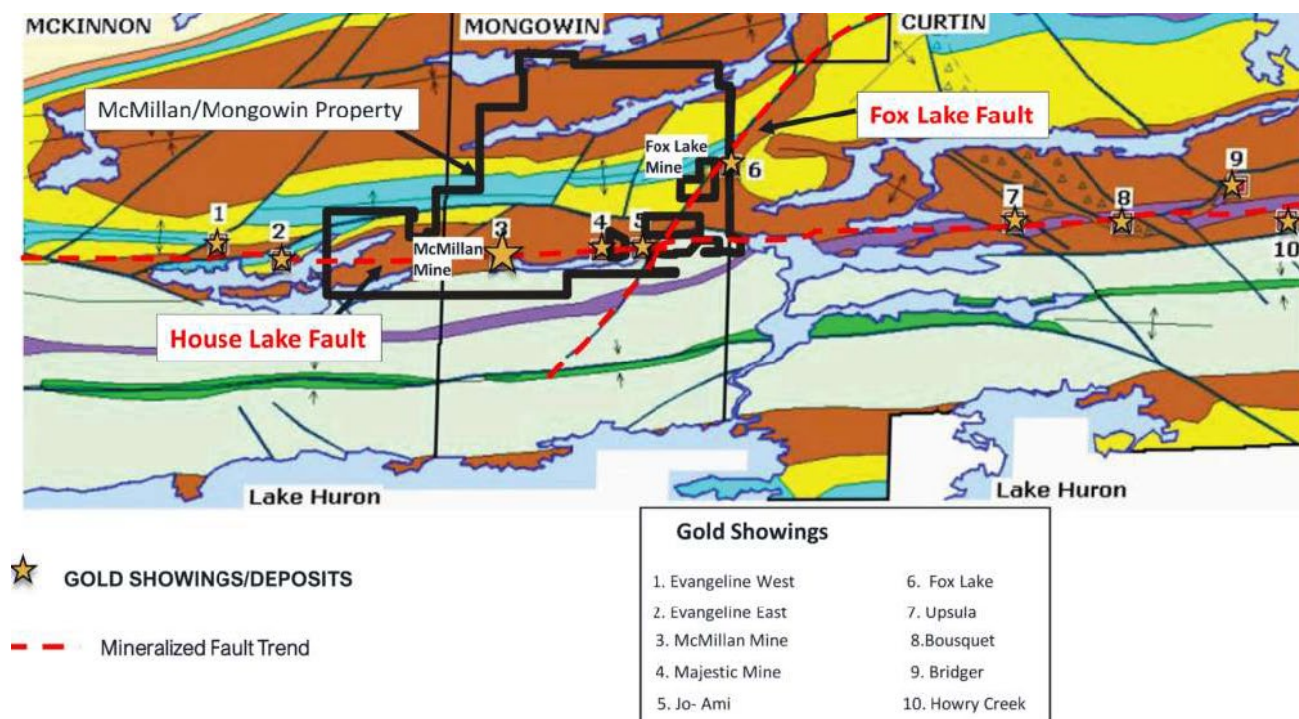 MCKINNON
MONGOWIN
CURTIN
McMillan/Mongowin Property
Fox Lake Fault
Fox Lake
Mine
6
9
1
2
3
4
5
7
8
10
McMillan
Mine
House Lake Fault
Lake Huron
Lake Huron
GOLD SHOWINGS/DEPOSITS
Mineralized Fault Trend
Gold Showings
1. Evangeline West
2. Evangeline East
3. McMillan Mine
4. Majestic Mine
5. Jo- Ami
6. Fox Lake
7. Upsula
8.Bousquet
9. Bridger
10. Howry Creek